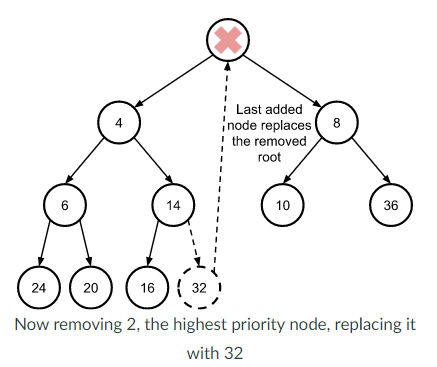 4
Last added
node replaces
the removed
root
8
6
14
10
36
24
20
16
32
Now removing 2, the highest priority node, replacing it
with 32